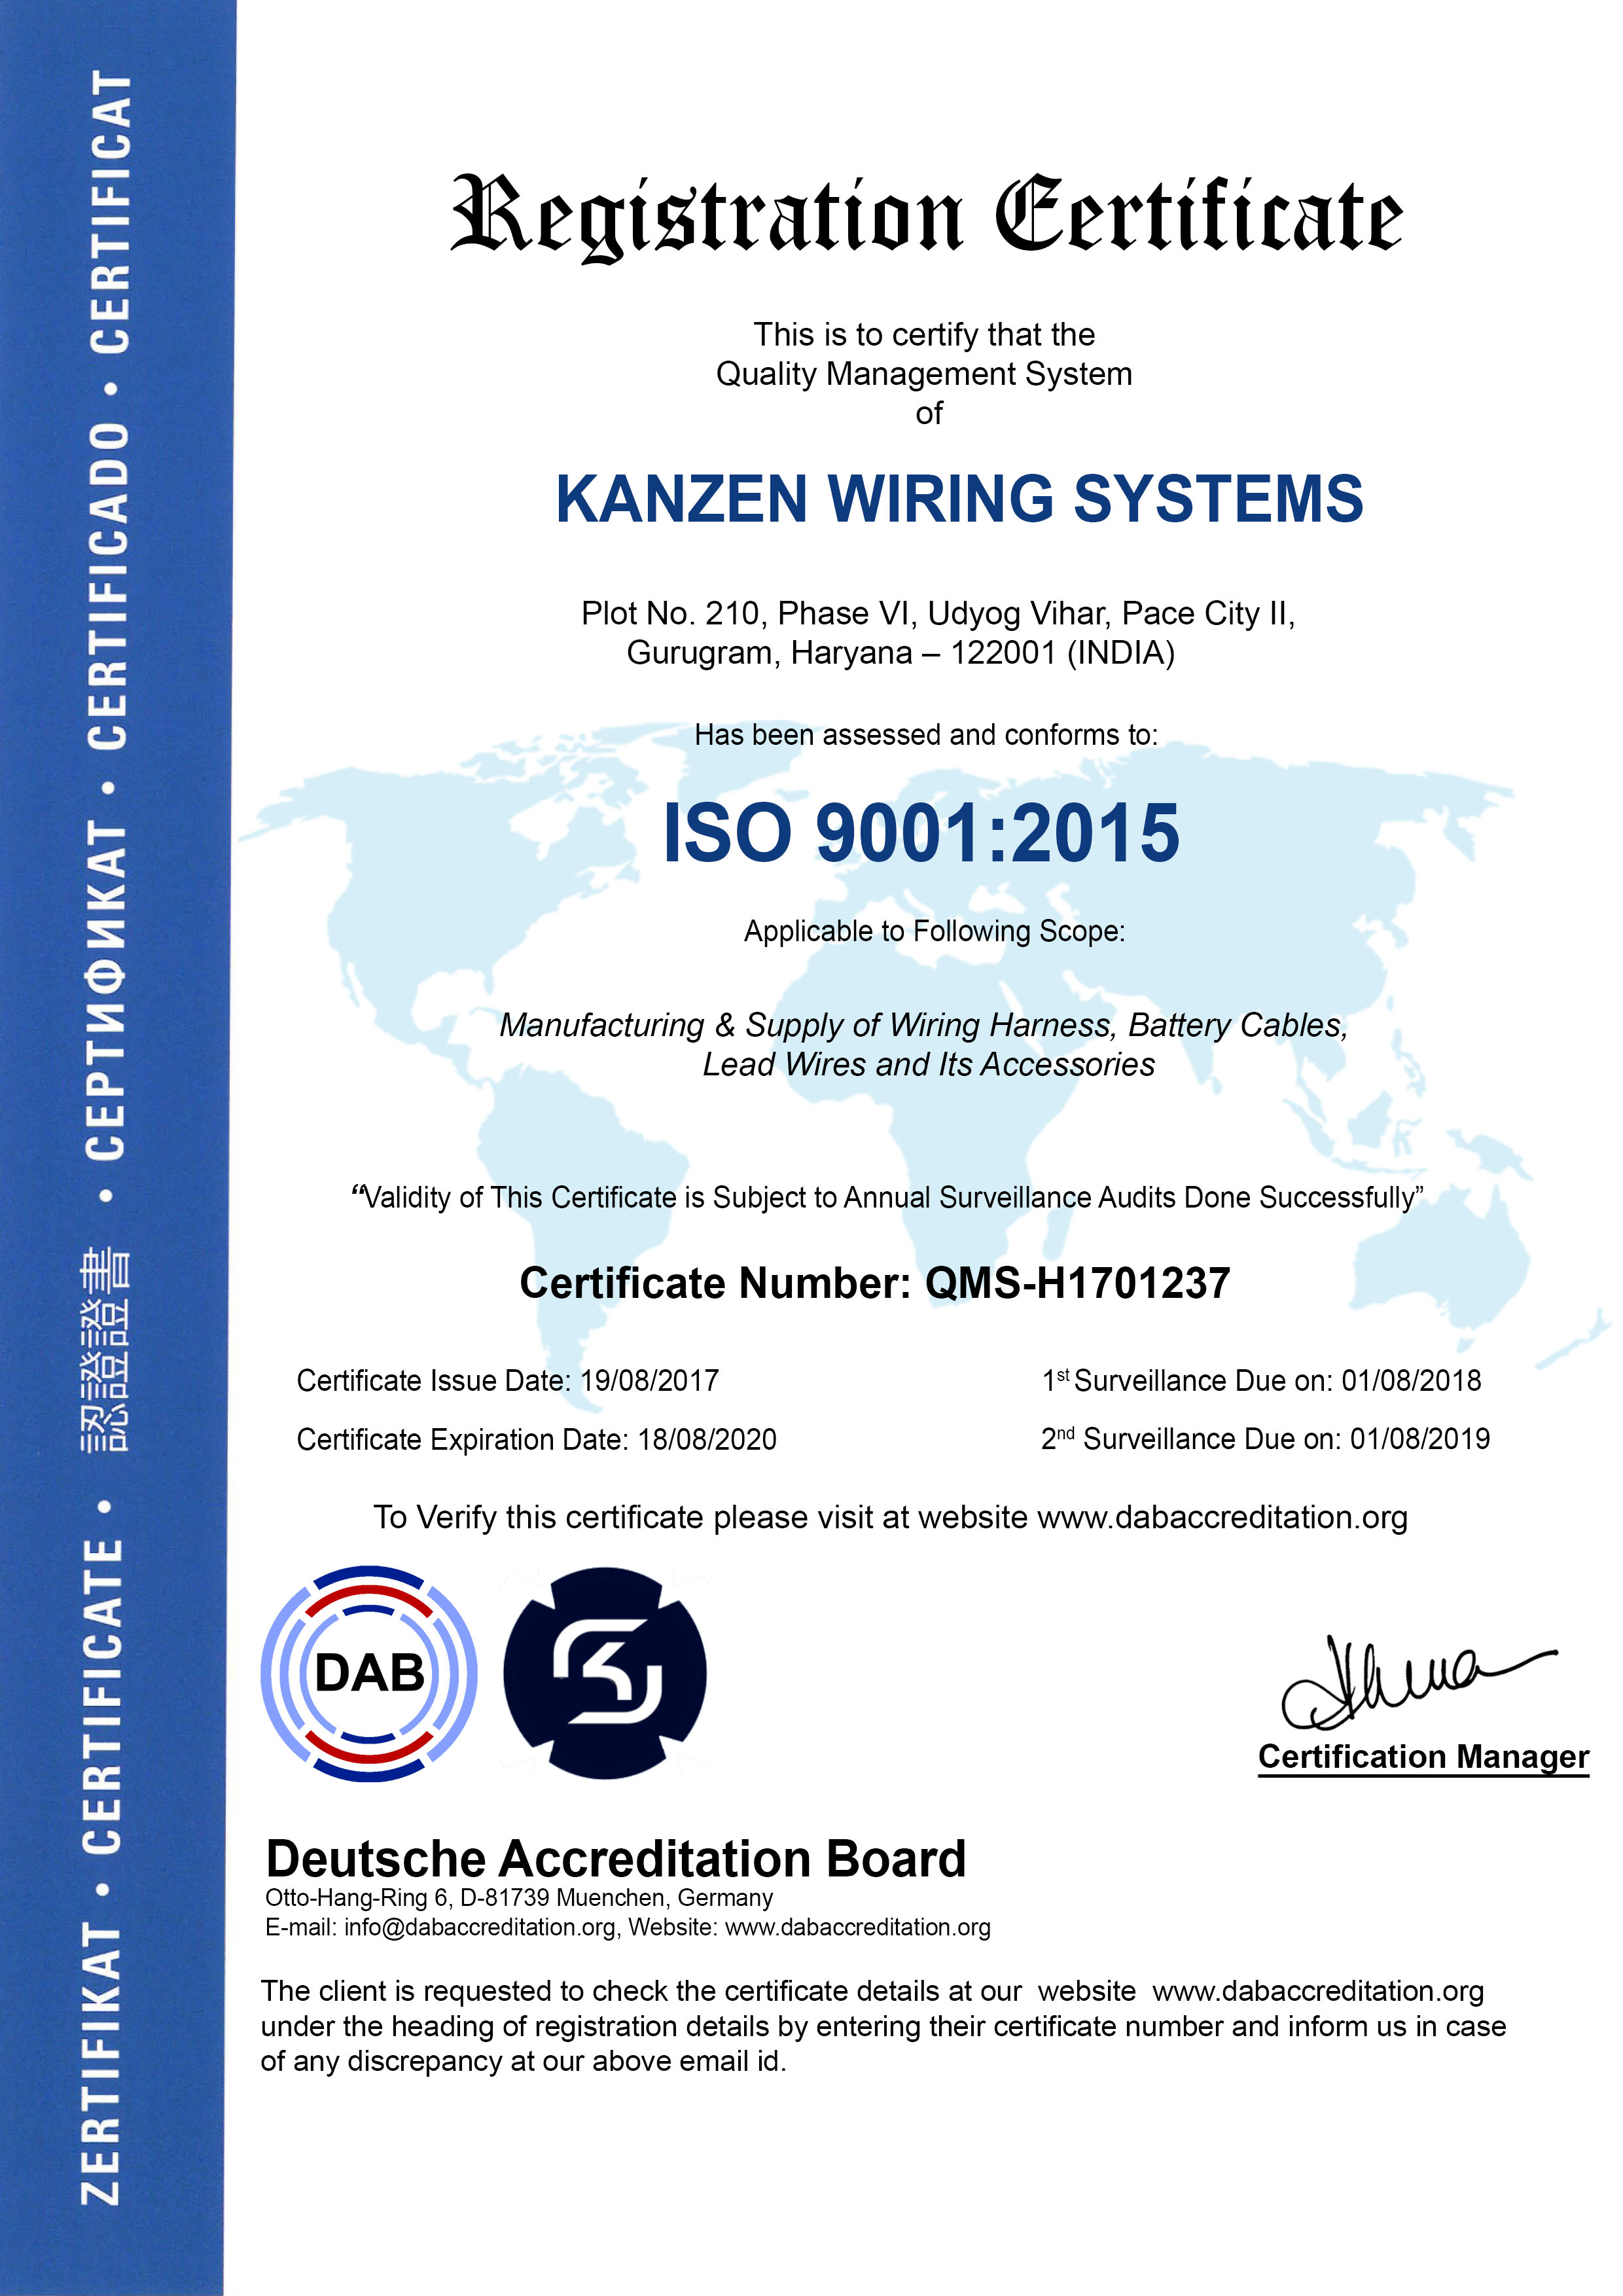 ZERTIFIKAT • CERTIFICATE • 認證證書 • СЕРТИФИКАТ • CERTIFICADO • CERTIFICAT
Registration Certificate
This is to certify that the
Quality Management System
of
KANZEN WIRING SYSTEMS
Plot No. 210, Phase VI, Udyog Vihar, Pace City II,
Gurugram, Haryana – 122001 (INDIA)
Has been assessed and conforms to:
ISO 9001:2015
Applicable to Following Scope:
Manufacturing & Supply of Wiring Harness, Battery Cables,
Lead Wires and Its Accessories
“Validity of This Certificate is Subject to Annual Surveillance Audits Done Successfully”
Certificate Number: QMS-H1701237
Certificate Issue Date: 19/08/2017
1st Surveillance Due on: 01/08/2018
Certificate Expiration Date: 18/08/2020
2nd Surveillance Due on: 01/08/2019
To Verify this certificate please visit at website www.dabaccreditation.org
DAB
Certification Manager
Deutsche Accreditation Board
Otto-Hang-Ring 6, D-81739 Muenchen, Germany
E-mail: info@dabaccreditation.org, Website: www.dabaccreditation.org
The client is requested to check the certificate details at our website www.dabaccreditation.org
under the heading of registration details by entering their certificate number and inform us in case
of any discrepancy at our above email id.